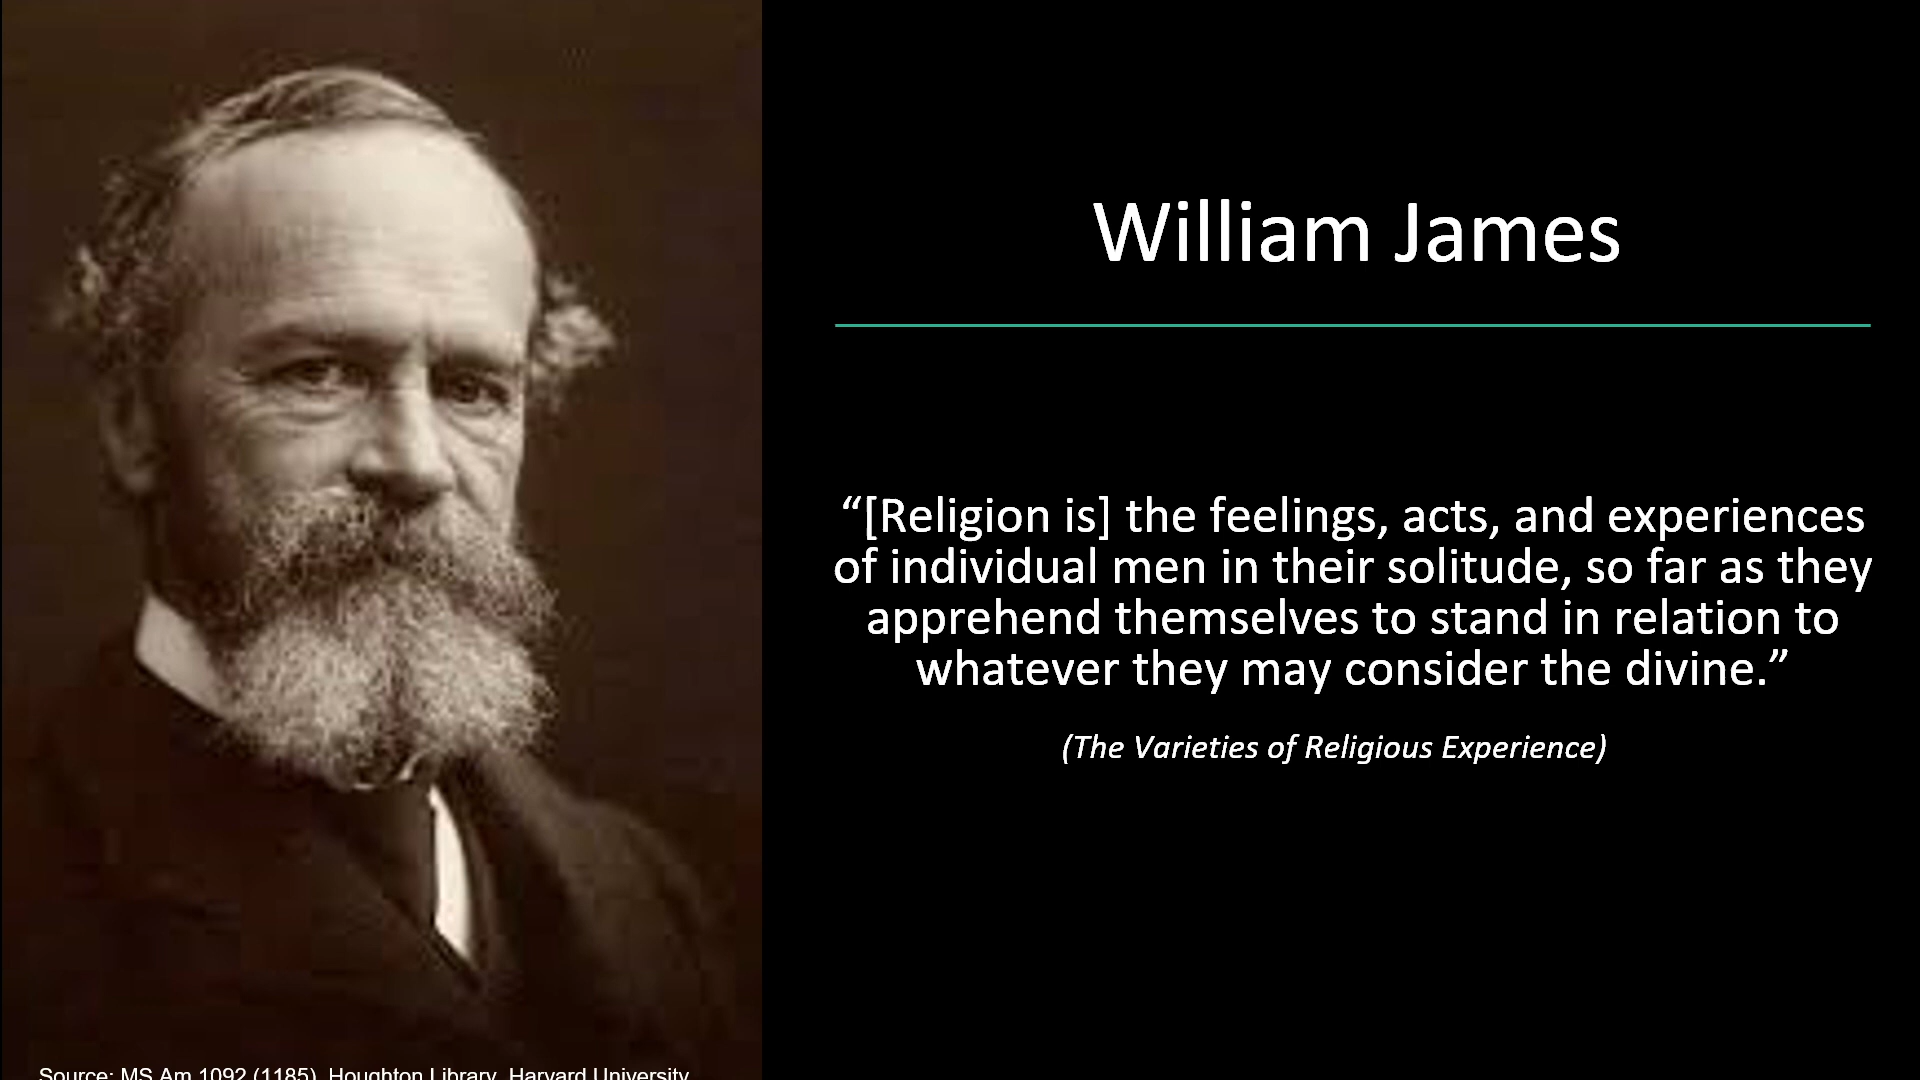 William James
“[Religion is] the feelings, acts, and experiences
of individual men in their solitude, so far as they
apprehend themselves to stand in relation to
whatever they may consider the divine.”
(The Varieties of Religious Experience)
Source: MS Am 1092 (1185), Houghton Library, Harvard University